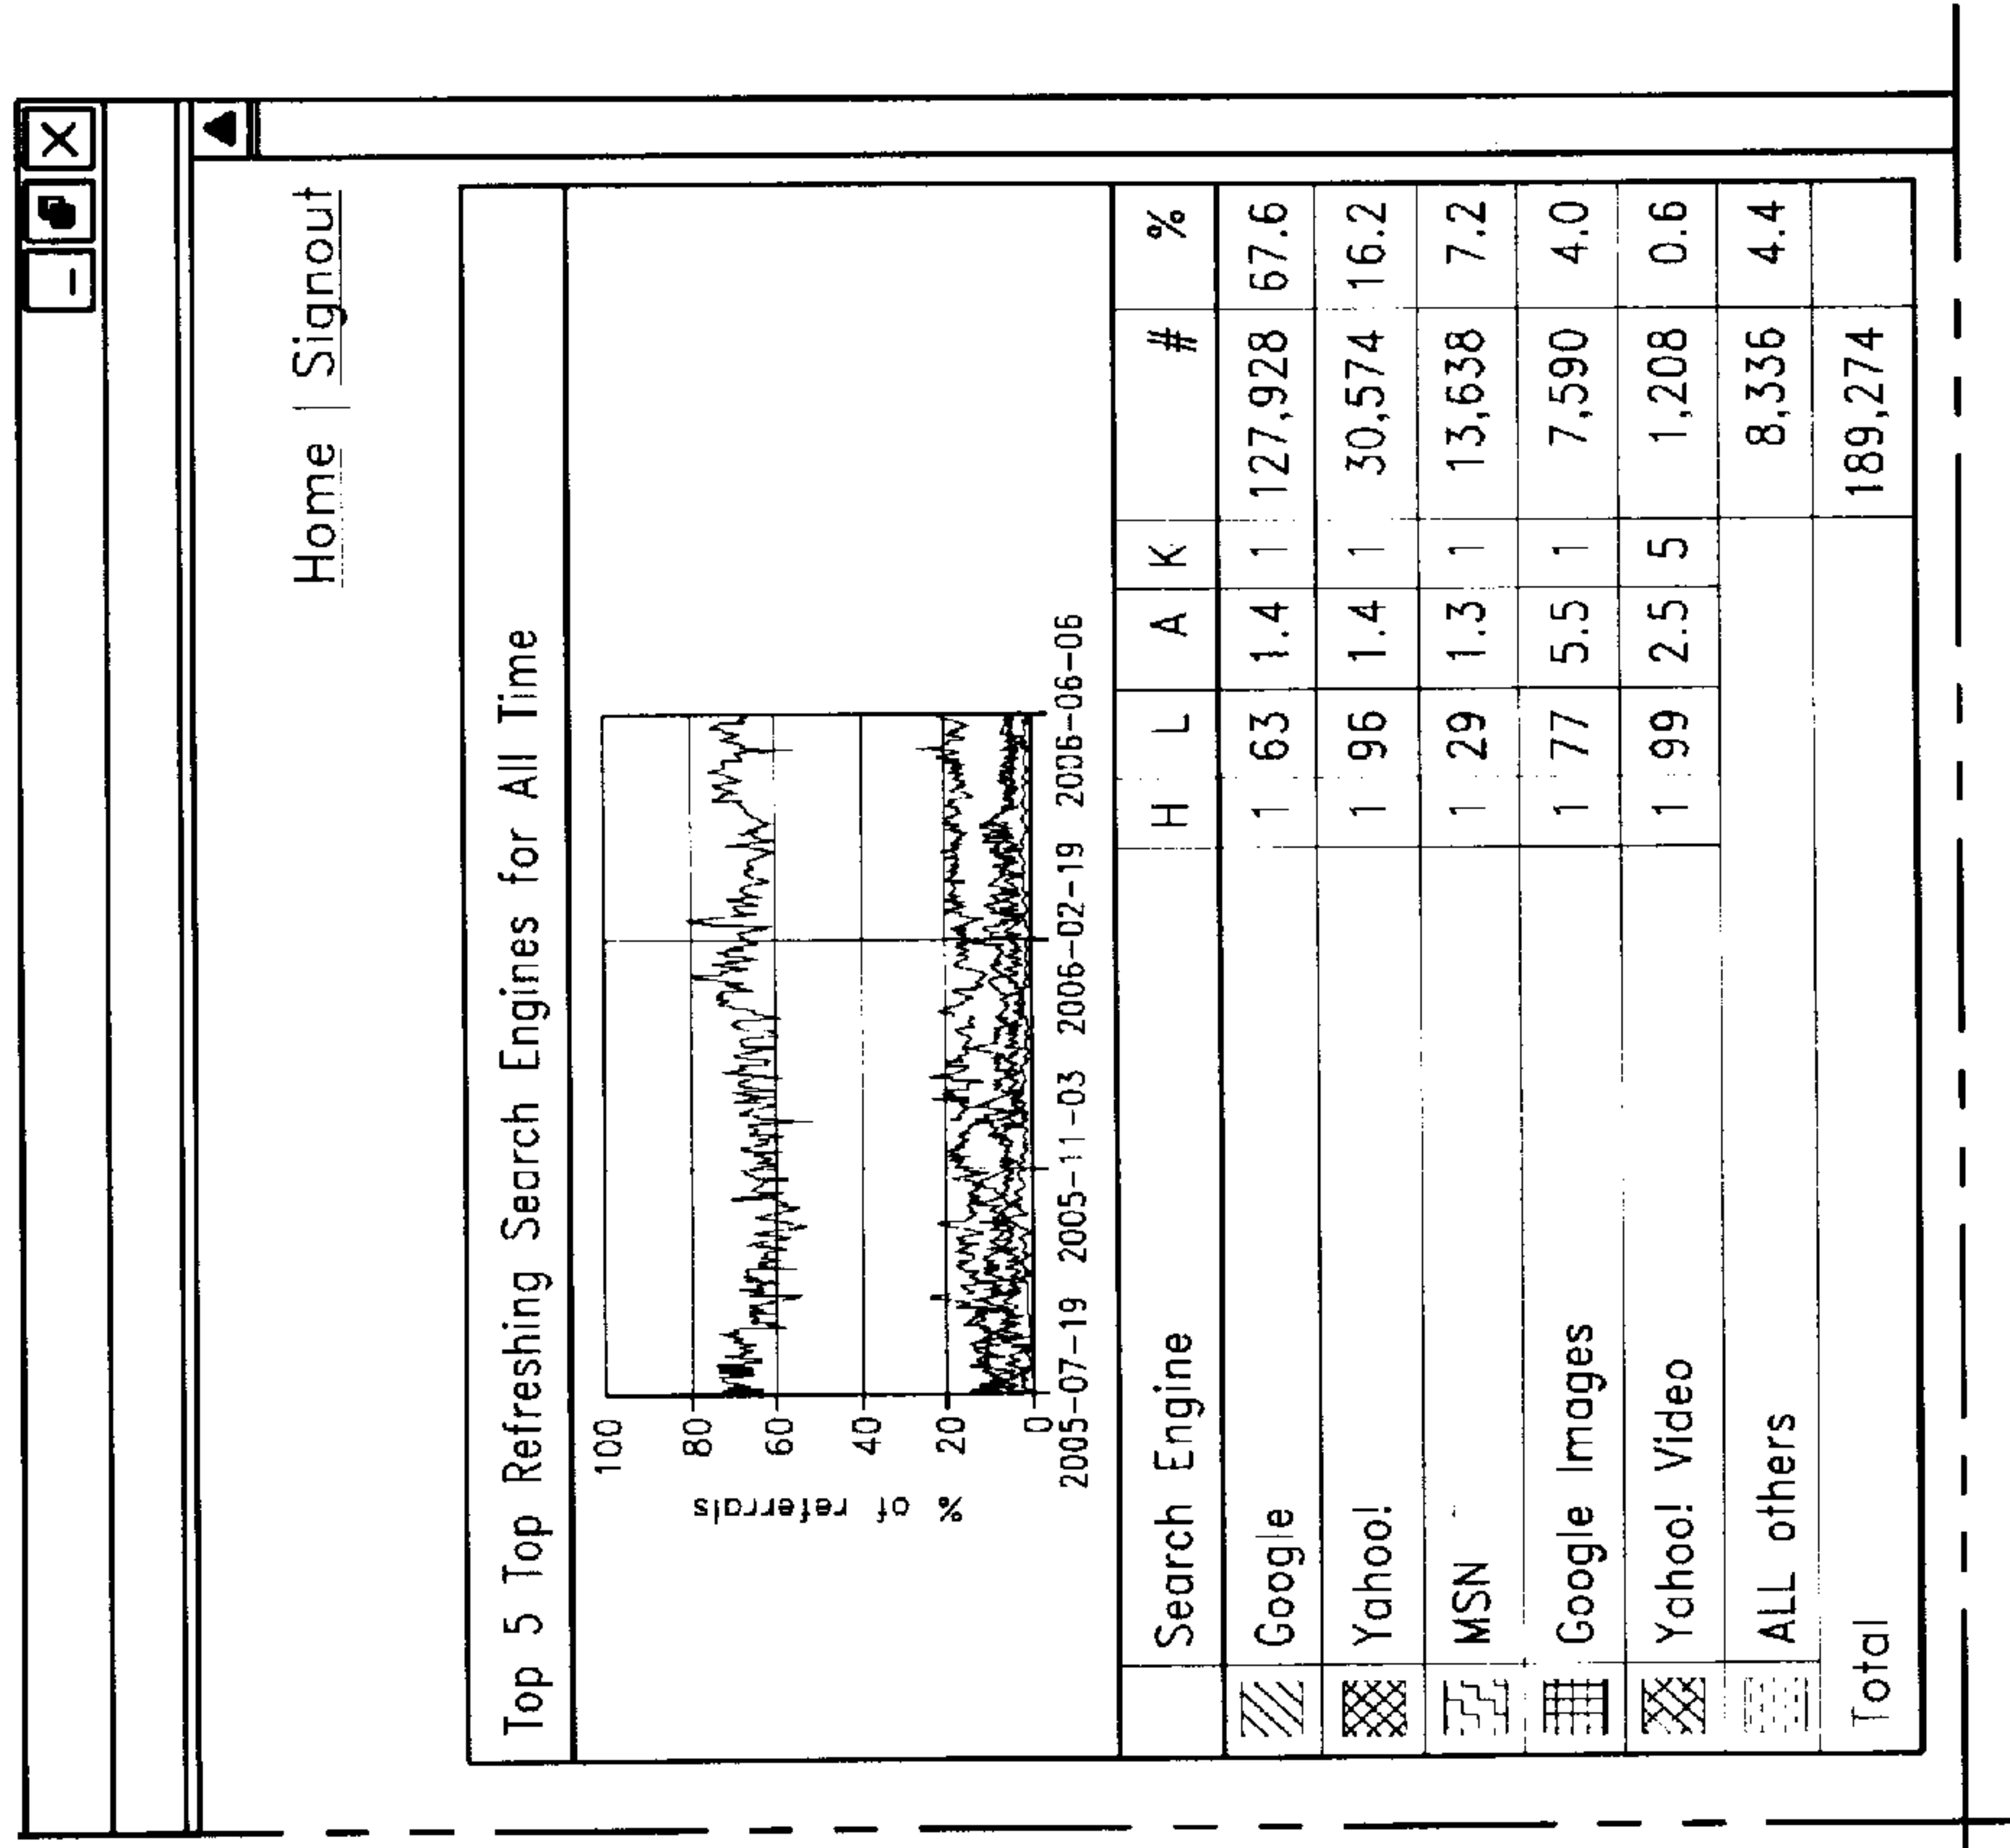 Home | Signout
Top 5 Top Refreshing Search Engines for All Time
% of referrals
100
80
60
40
20
0
2005-07-19 2005-11-03 2006-02-19 2006-06-06
Search Engine H L A K # %
Google 1 63 1.4 1 127,928 67.6
Yahoo! 1 96 1.4 1 30,574 16.2
MSN 1 29 1.3 1 13,638 7.2
Google Images 1 77 5.5 1 7,590 4.0
Yahoo! Video 1 99 2.5 5 1,208 0.6
ALL others 8,336 4.4
Total 189,274